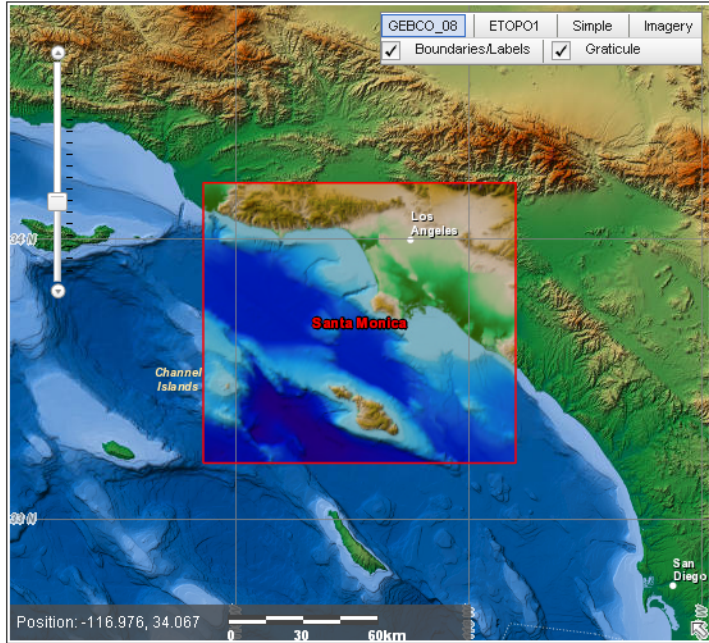 GEBCO_08 ETOPO1 Simple Imagery
Boundaries/Labels Graticule
Los
Angeles
34 N
Santa Monica
Channel
Islands
33 N
San
Diego
Position: -116.976, 34.067
0 30 60km